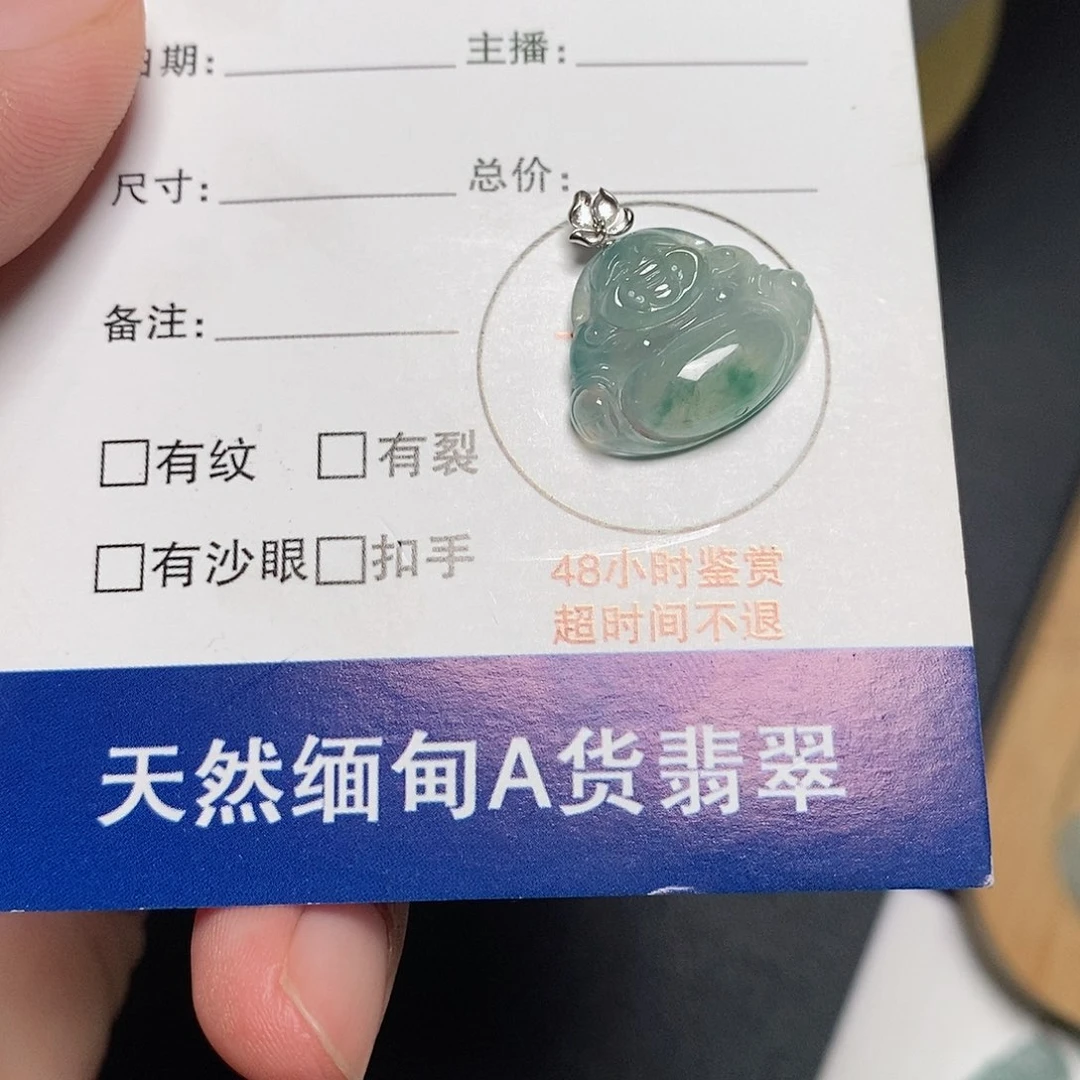 日期： 主播：
尺寸： 总价：
备注：
有纹 有裂
有沙眼 扣手
48小时鉴赏
超时间不退
天然缅甸A货翡翠